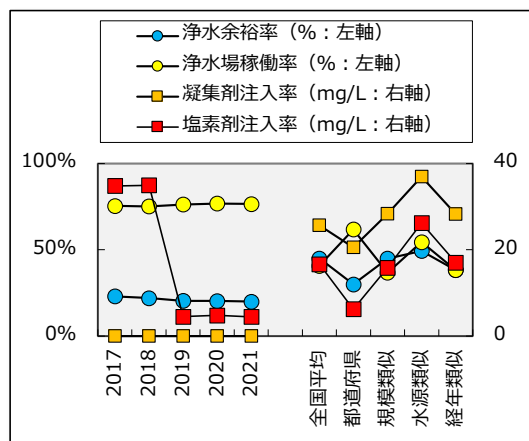 浄水余裕率（%：左軸）
浄水場稼働率（%：左軸）
凝集剤注入率（mg/L：右軸）
塩素剤注入率（mg/L：右軸）
100%
40
50%
20
0%
0
2017
2018
2019
2020
2021
全国平均
都道府県
規模類似
水源類似
経年類似